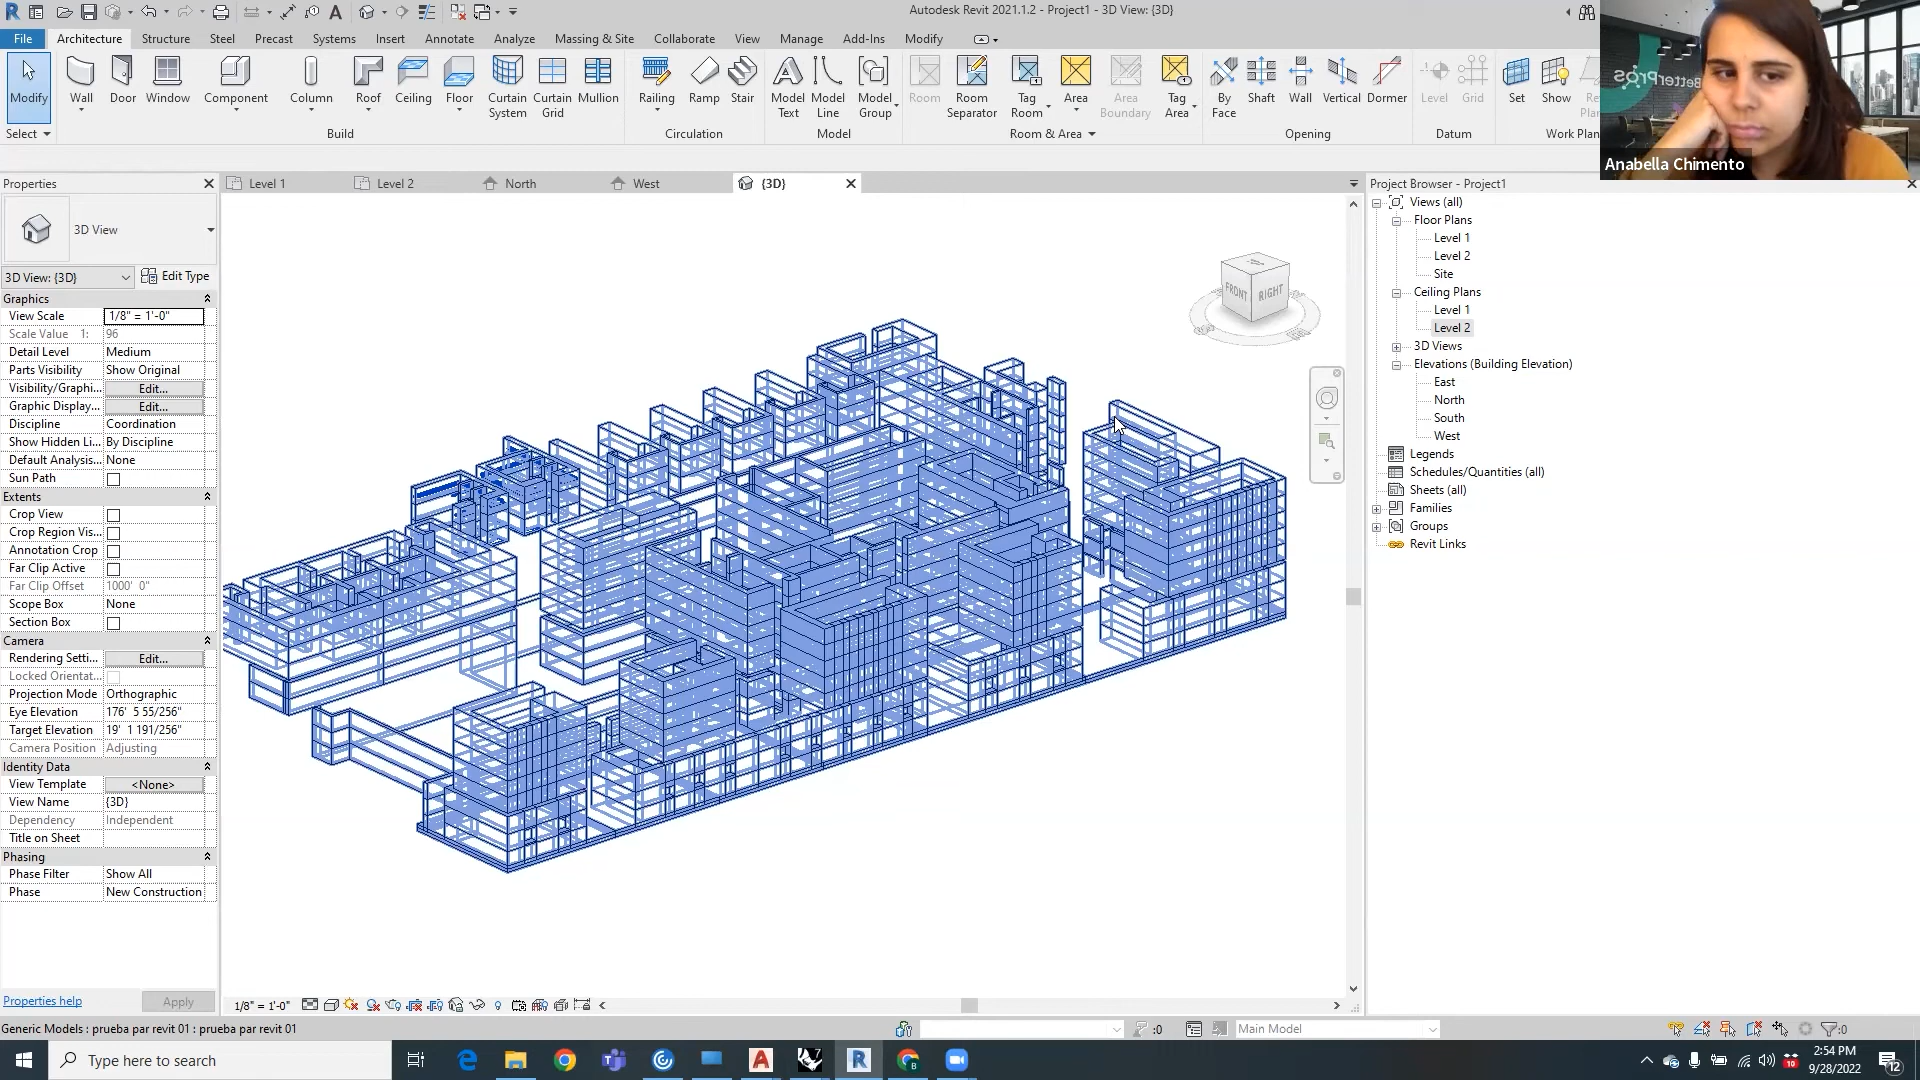 Autodesk Revit 2021.1.2 - Project1 - 3D View: {3D}
File Architecture Structure Steel Precast Systems Insert Annotate Analyze Massing & Site Collaborate View Manage Add-Ins Modify
Modify Wall Door Window Component Column Roof Ceiling Floor Curtain System Curtain Grid Mullion Railing Ramp Stair Model Text Model Line Model Group Room Room Separator Tag Room Area Area Boundary Tag Area By Face Shaft Wall Vertical Dormer Level Grid Set Show
Select Build Circulation Model Room & Area Opening Datum Work Plan
BetterPros
Anabella Chimento
Properties
Level 1 Level 2 North West {3D}
Project Browser - Project1
3D View
3D View: {3D} Edit Type
Graphics
View Scale 1/8" = 1'-0"
Scale Value 1: 96
Detail Level Medium
Parts Visibility Show Original
Visibility/Graphi... Edit...
Graphic Display... Edit...
Discipline Coordination
Show Hidden Li... By Discipline
Default Analysis... None
Sun Path
Extents
Crop View
Crop Region Vis...
Annotation Crop
Far Clip Active
Far Clip Offset 1000' 0"
Scope Box None
Section Box
Camera
Rendering Setti... Edit...
Locked Orientat...
Projection Mode Orthographic
Eye Elevation 176' 5 55/256"
Target Elevation 19' 1 191/256"
Camera Position Adjusting
Identity Data
View Template <None>
View Name {3D}
Dependency Independent
Title on Sheet
Phasing
Phase Filter Show All
Phase New Construction
Properties help Apply
FRONT RIGHT
Views (all)
Floor Plans
Level 1
Level 2
Site
Ceiling Plans
Level 1
Level 2
3D Views
Elevations (Building Elevation)
East
North
South
West
Legends
Schedules/Quantities (all)
Sheets (all)
Families
Groups
Revit Links
1/8" = 1'-0"
Generic Models : prueba par revit 01 : prueba par revit 01
:0 Main Model :0
Type here to search
2:54 PM
9/28/2022
12